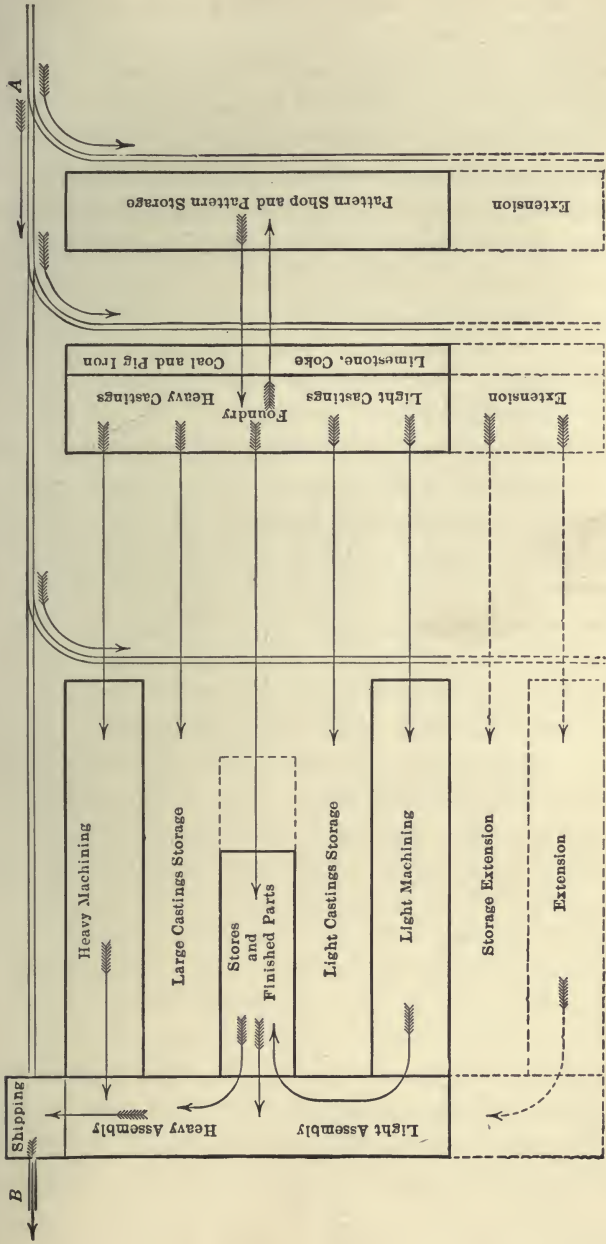 B
Shipping
A
Heavy Machining
Large Castings Storage
Stores
and
Finished Parts
Light Castings Storage
Light Machining
Storage Extension
Extension
Heavy Assembly
Light Assembly
Heavy Castings
Foundry
Light Castings
Extension
Coal and Pig Iron
Limestone, Coke
Pattern Shop and Pattern Storage
Extension